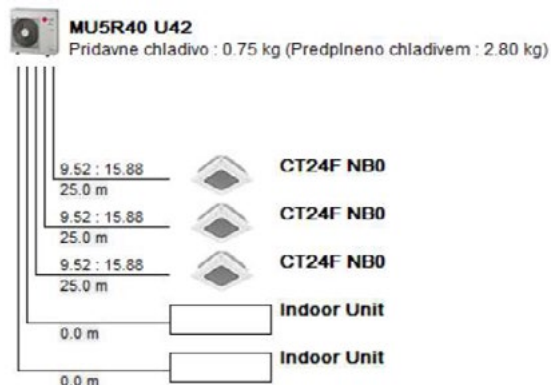 MU5R40 U42
Pridavne chladivo : 0.75 kg (Predplneno chladivem : 2.80 kg)
9.52 : 15.88
CT24F NB0
25.0 m
9.52 : 15.88
CT24F NB0
25.0 m
9.52 : 15.88
CT24F NB0
25.0 m
Indoor Unit
0.0 m
Indoor Unit
0.0 m